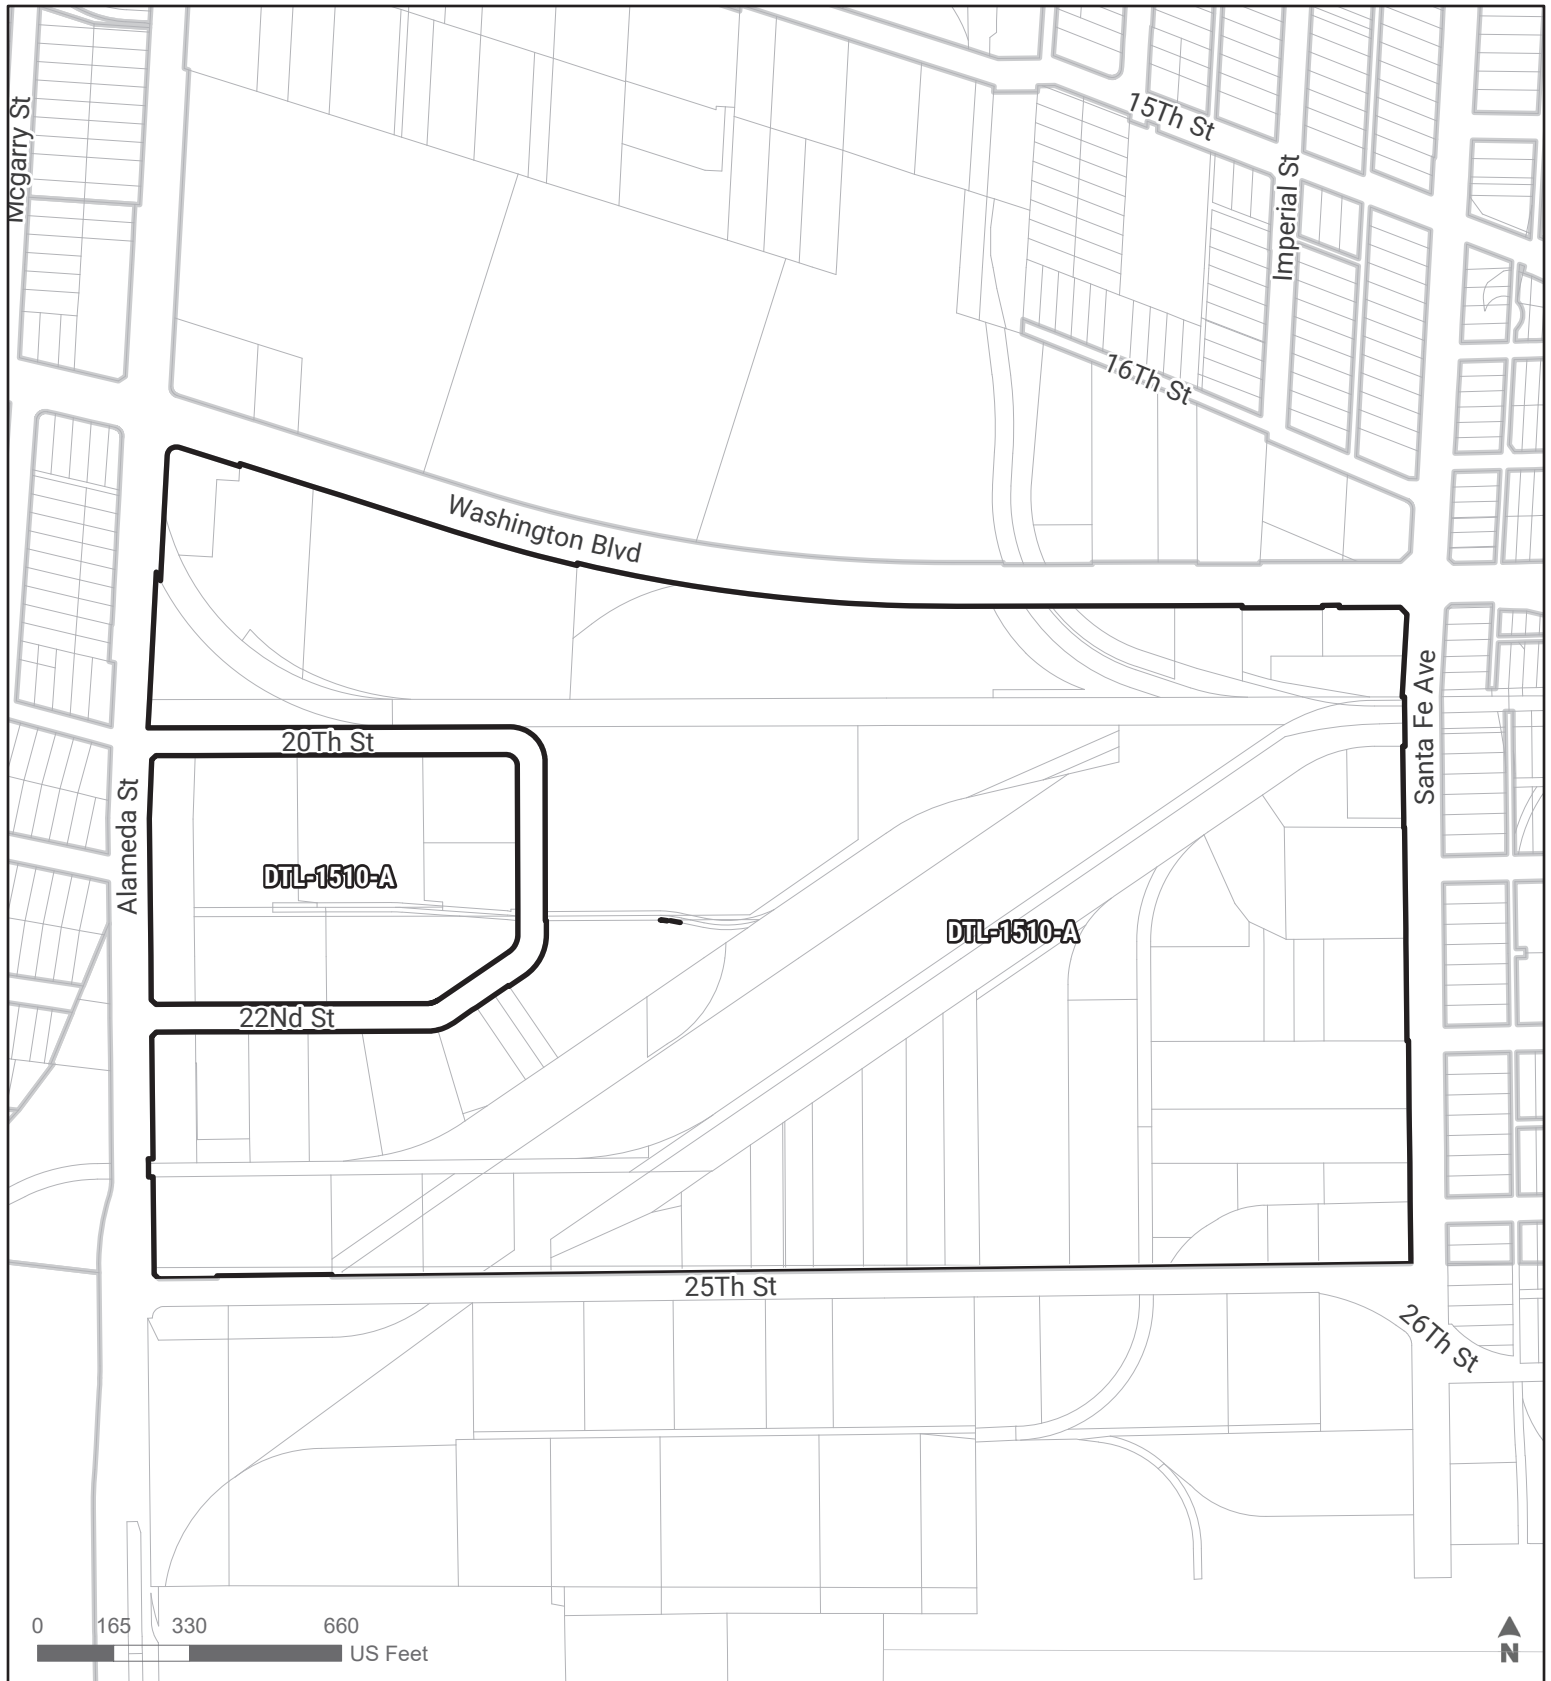 15Th St
Mcgarry St
Imperial St
16Th St
Washington Blvd
Santa Fe Ave
20Th St
Alameda St
DTL-1510-A
DTL-1510-A
22Nd St
25Th St
26Th St
0 165 330 660
US Feet
N